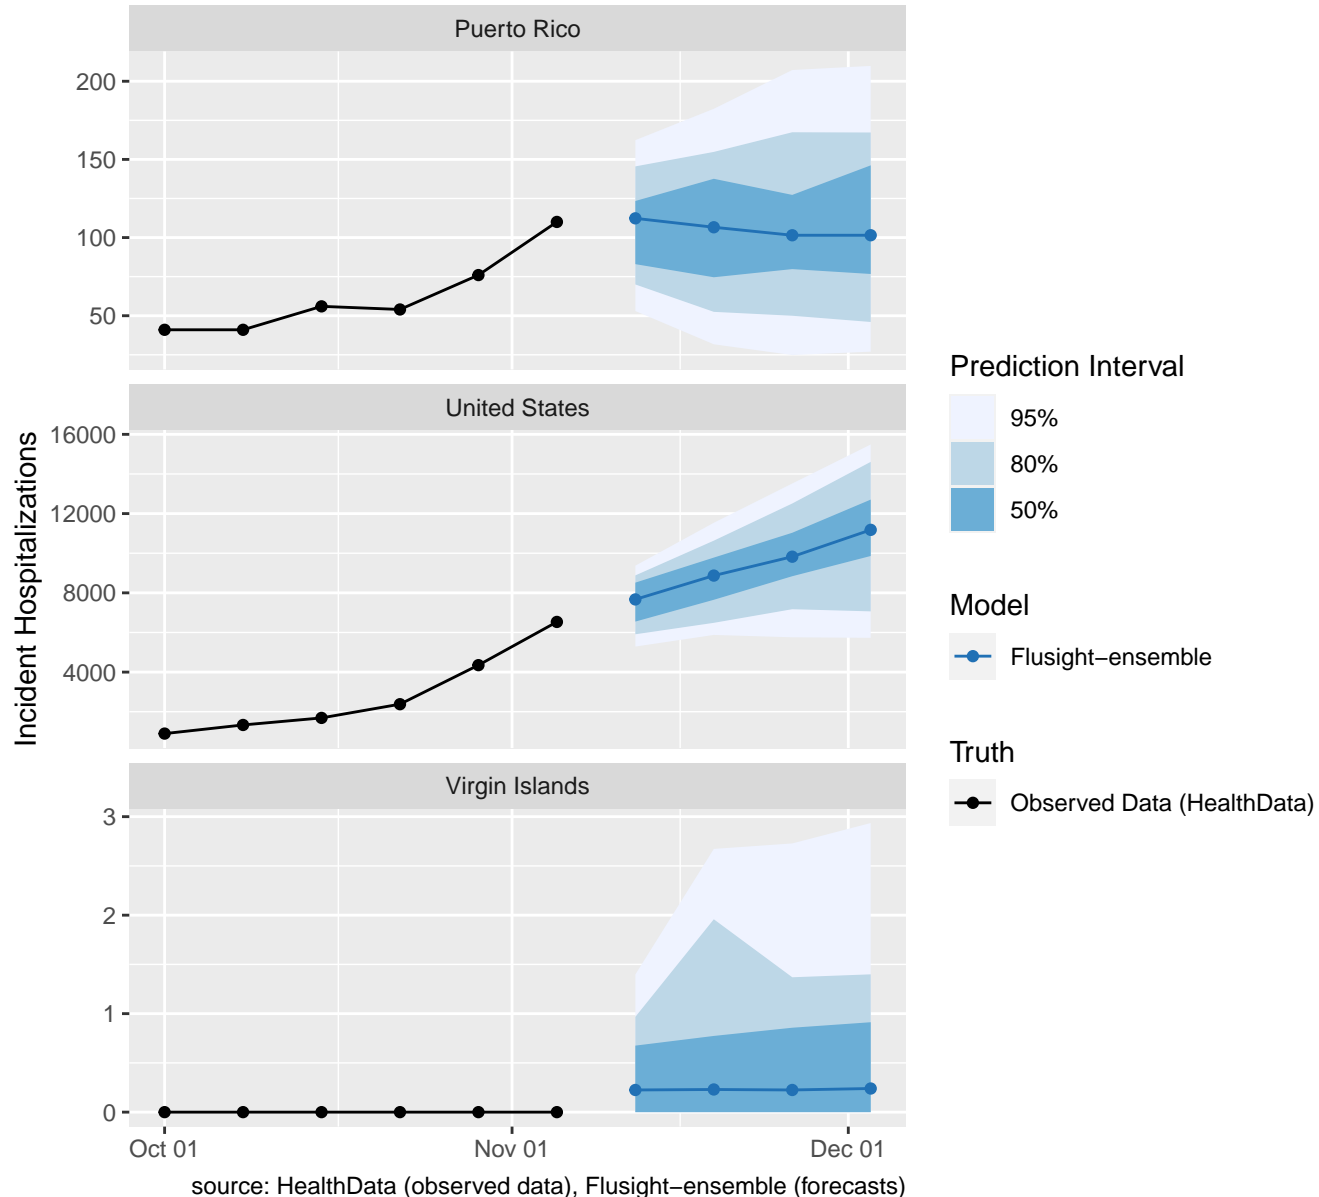 Puerto Rico
200
150
100
50
United States
16000
12000
8000
4000
Virgin Islands
3
2
1
0
Oct 01
Nov 01
Dec 01
Incident Hospitalizations
source: HealthData (observed data), Flusight−ensemble (forecasts)
Prediction Interval
95%
80%
50%
Model
Flusight−ensemble
Truth
Observed Data (HealthData)